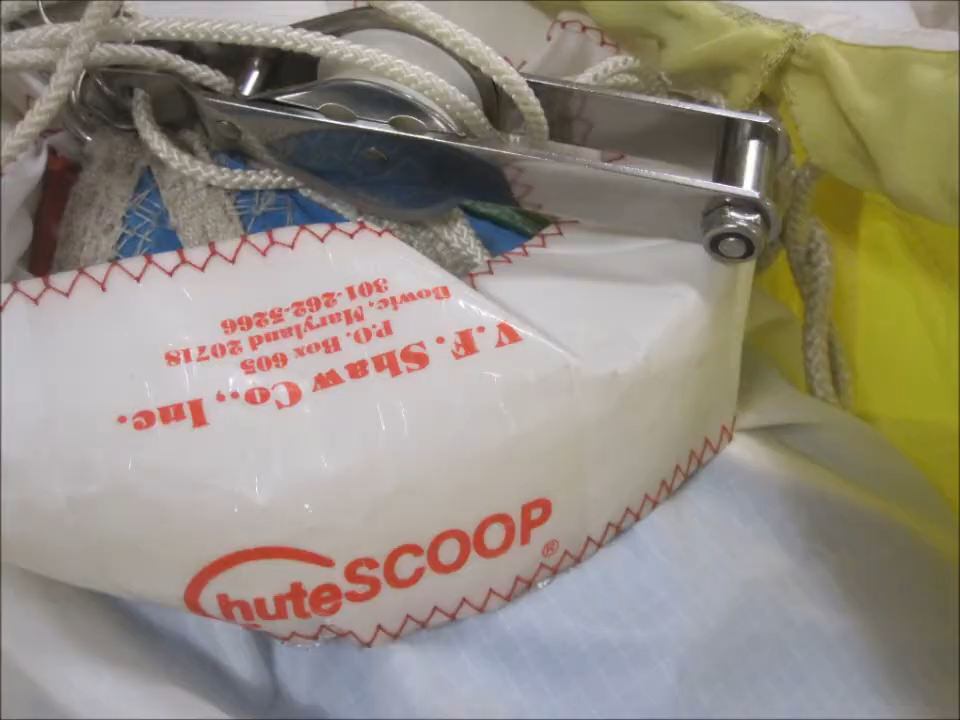 V.F. Shaw Co., Inc.
P.O. Box 605
Bowie, Maryland 20718
301-262-5266
ChuteSCOOP®